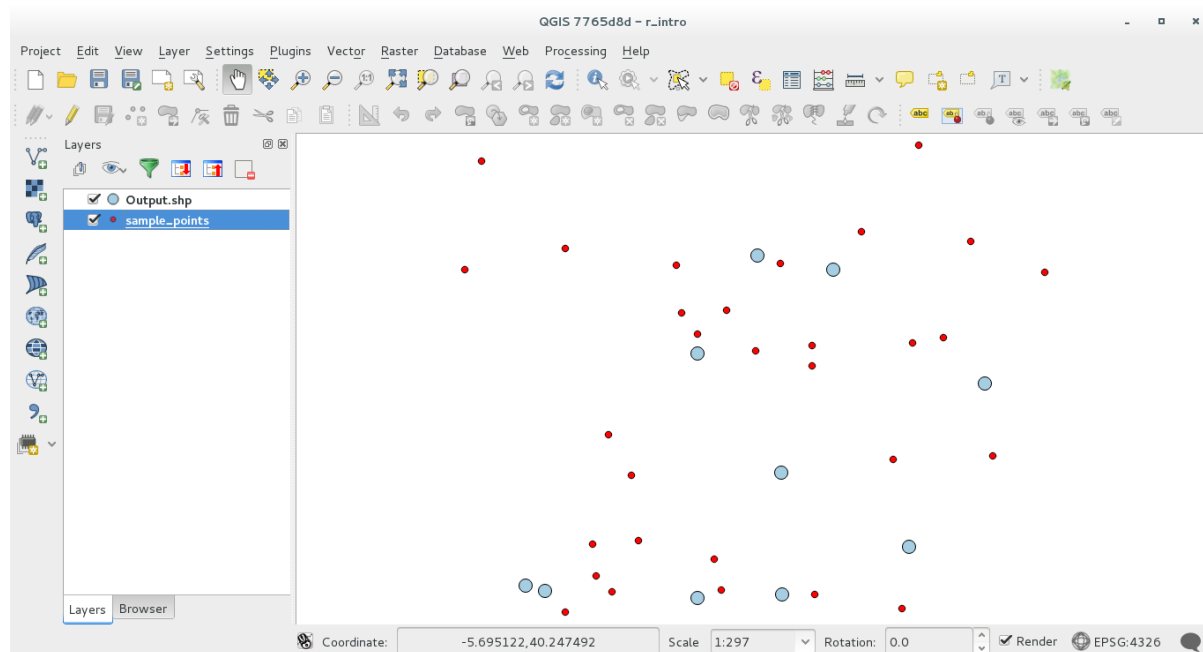 QGIS 7765d8d - r_intro
Project Edit View Layer Settings Plugins Vector Raster Database Web Processing Help
Layers
Output.shp
sample_points
Layers Browser
Coordinate: -5.695122,40.247492 Scale 1:297 Rotation: 0.0 Render EPSG:4326